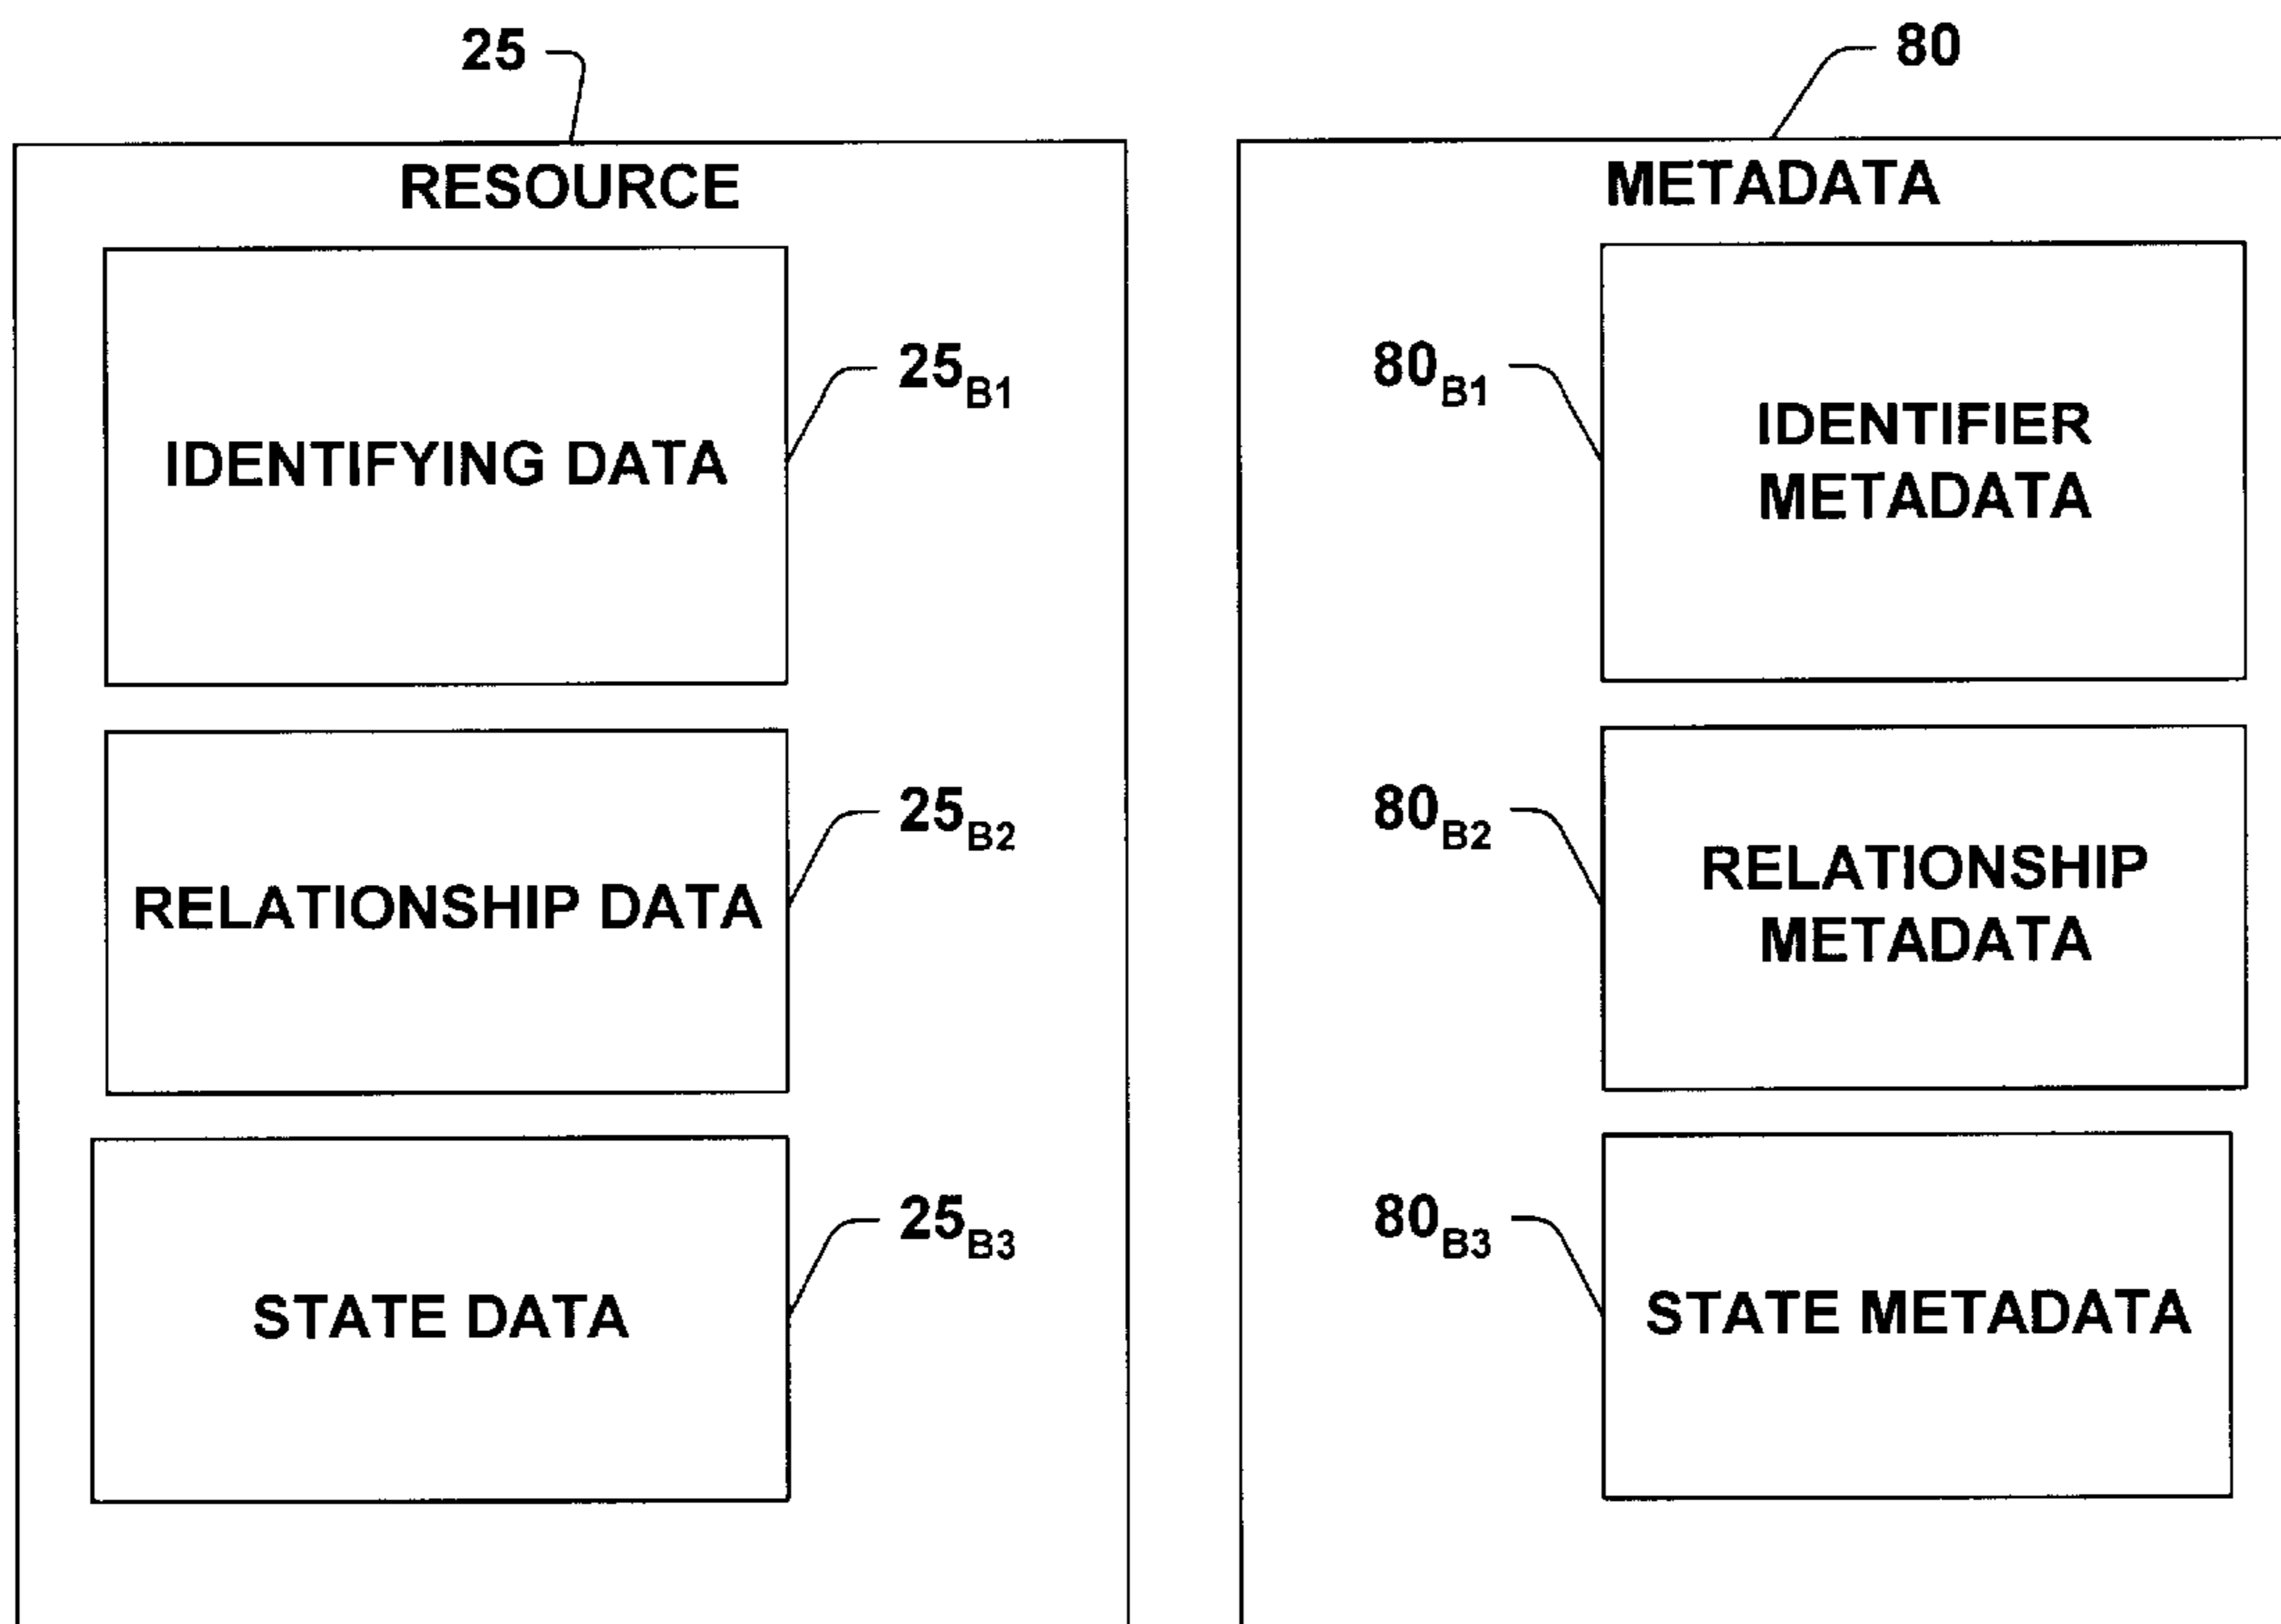 25
80
RESOURCE
METADATA
IDENTIFYING DATA
25B1
80B1
IDENTIFIER
METADATA
RELATIONSHIP DATA
25B2
80B2
RELATIONSHIP
METADATA
STATE DATA
25B3
80B3
STATE METADATA